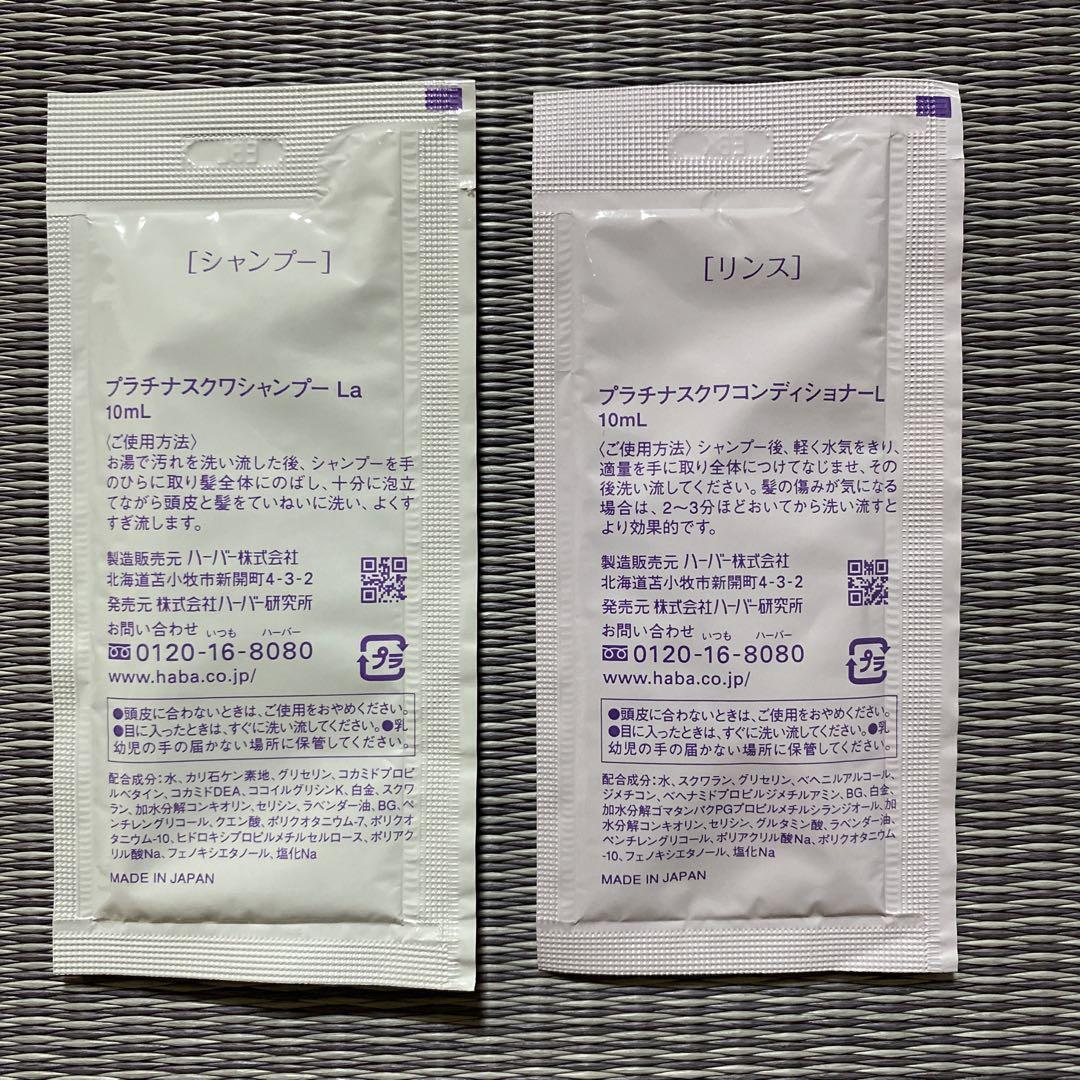 [シャンプー]
プラチナスクワシャンプー La
10mL
〈ご使用方法〉
お湯で汚れを洗い流した後、シャンプーを手
のひらに取り髪全体にのばし、十分に泡立
てながら頭皮と髪をていねいに洗い、よくす
すぎ流します。
製造販売元 ハーバー株式会社
北海道苫小牧市新開町4-3-2
発売元 株式会社ハーバー研究所
お問い合わせ いつも ハーバー
0120-16-8080
プラ
www.haba.co.jp/
●頭皮に合わないときは、ご使用をおやめください。
●目に入ったときは、すぐに洗い流してください。●乳
幼児の手の届かない場所に保管してください。
配合成分:水、カリ石ケン素地、グリセリン、コカミドプロピ
ルベタイン、コカミドDEA、ココイルグリシンK、白金、スクワ
ラン、加水分解コンキオリン、セリシン、ラベンダー油、BG、ペ
ンチレングリコール、クエン酸、ポリクオタニウム-7、ポリクオ
タニウム-10、ヒドロキシプロピルメチルセルロース、ポリアク
リル酸Na、フェノキシエタノール、塩化Na
MADE IN JAPAN
[リンス]
プラチナスクワコンディショナーL
10mL
〈ご使用方法〉シャンプー後、軽く水気をきり、
適量を手に取り全体につけてなじませ、その
後洗い流してください。髪の傷みが気になる
場合は、2〜3分ほどおいてから洗い流すと
より効果的です。
製造販売元 ハーバー株式会社
北海道苫小牧市新開町4-3-2
発売元 株式会社ハーバー研究所
お問い合わせ いつも ハーバー
0120-16-8080
プラ
www.haba.co.jp/
●頭皮に合わないときは、ご使用をおやめください。
●目に入ったときは、すぐに洗い流してください。●乳
幼児の手の届かない場所に保管してください。
配合成分:水、スクワラン、グリセリン、ベヘニルアルコール、
ジメチコン、ベヘナミドプロピルジメチルアミン、BG、白金、
加水分解ゴマタンパクPGプロピルメチルシランジオール、加
水分解コンキオリン、セリシン、グルタミン酸、ラベンダー油、
ペンチレングリコール、ポリアクリル酸Na、ポリクオタニウム
-10、フェノキシエタノール、塩化Na
MADE IN JAPAN